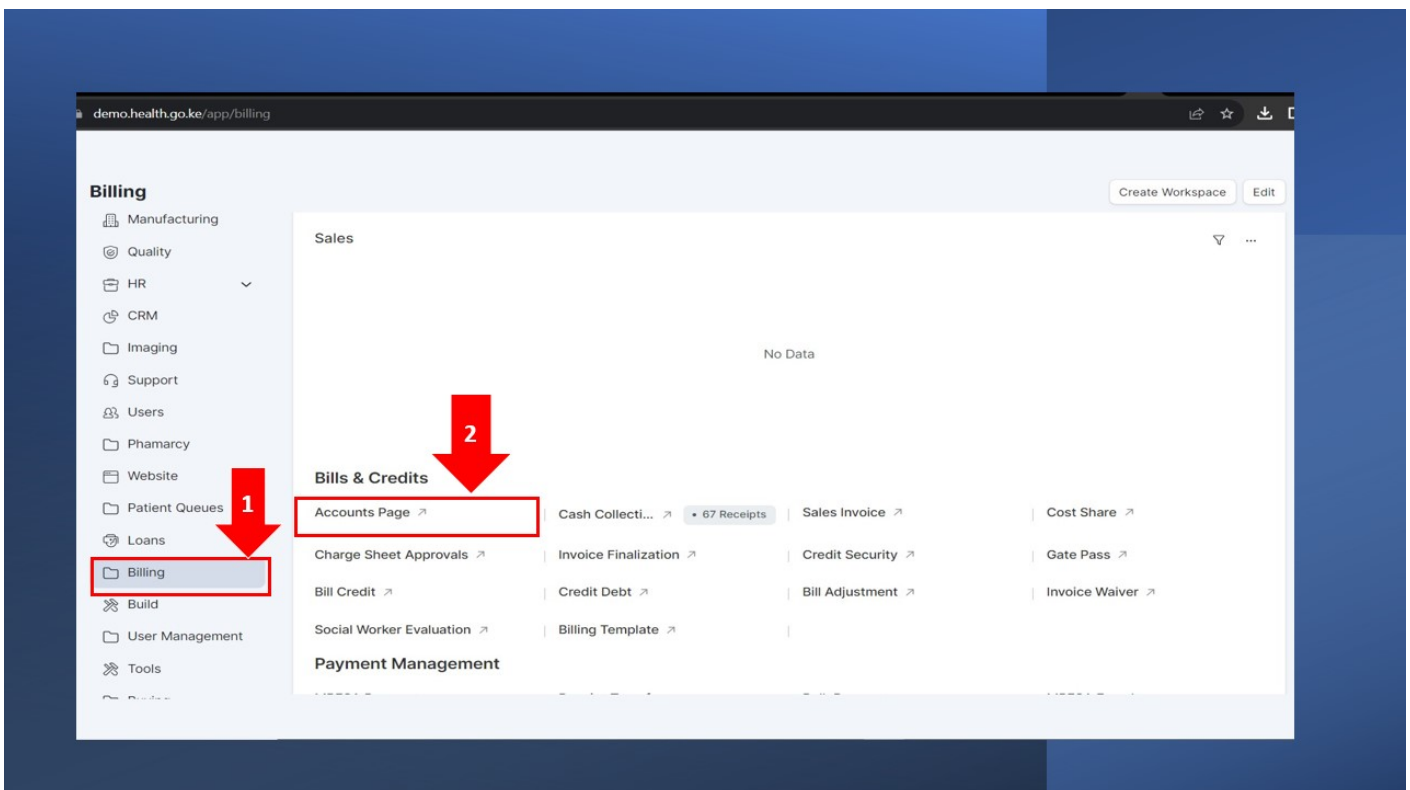 demo.health.go.ke/app/billing
Billing
Create Workspace
Edit
Manufacturing
Quality
HR
CRM
Imaging
Support
Users
Phamarcy
Website
Patient Queues
Loans
Billing
Build
User Management
Tools
1
Sales
No Data
2
Bills & Credits
Accounts Page
Cash Collecti...
• 67 Receipts
Sales Invoice
Cost Share
Charge Sheet Approvals
Invoice Finalization
Credit Security
Gate Pass
Bill Credit
Credit Debt
Bill Adjustment
Invoice Waiver
Social Worker Evaluation
Billing Template
Payment Management